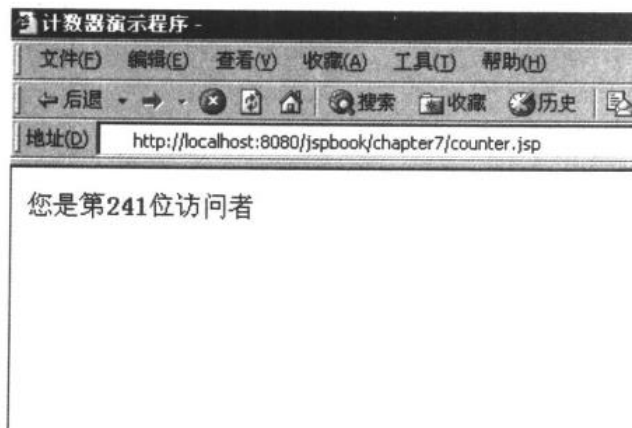 计数器演示程序 -
文件(F) 编辑(E) 查看(V) 收藏(A) 工具(T) 帮助(H)
后退 搜索 收藏 历史
地址(D) http://localhost:8080/jspbook/chapter7/counter.jsp
您是第241位访问者